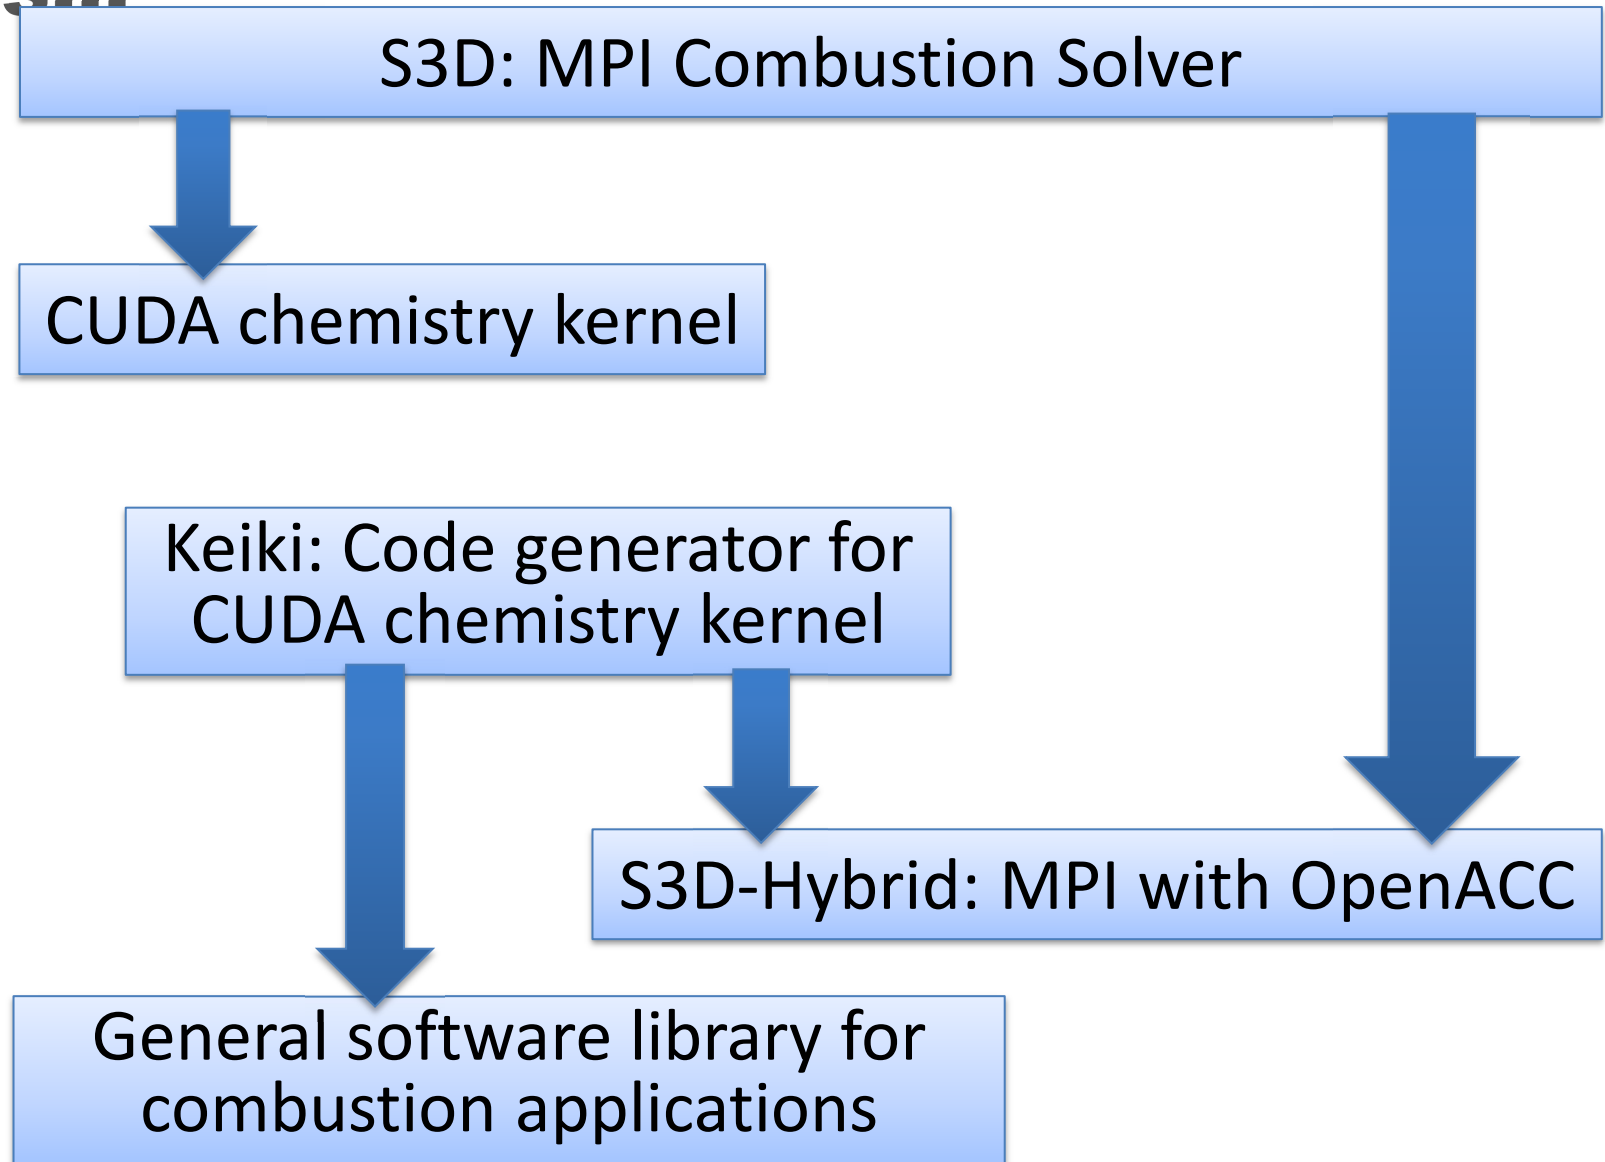 S3D: MPI Combustion Solver
CUDA chemistry kernel
Keiki: Code generator for
CUDA chemistry kernel
S3D-Hybrid: MPI with OpenACC
General software library for
combustion applications